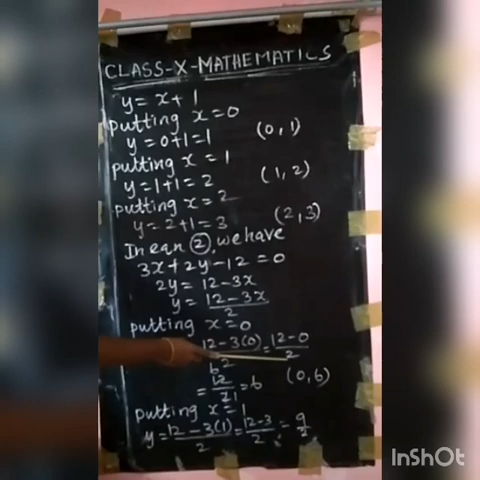 CLASS-X-MATHEMATICS
y = x + 1
putting x = 0
y = 0+1 = 1 (0, 1)
putting x = 1
y = 1+1 = 2 (1, 2)
putting x = 2
y = 2+1 = 3 (2, 3)
In eqn ②, we have
3x + 2y - 12 = 0
2y = 12 - 3x
y = (12 - 3x)/2
putting x = 0
(12 - 3(0))/2 = (12 - 0)/2
= 12/2 = 6 (0, 6)
putting x = 1
y = (12 - 3(1))/2 = (12 - 3)/2 = 9/2
InShOt